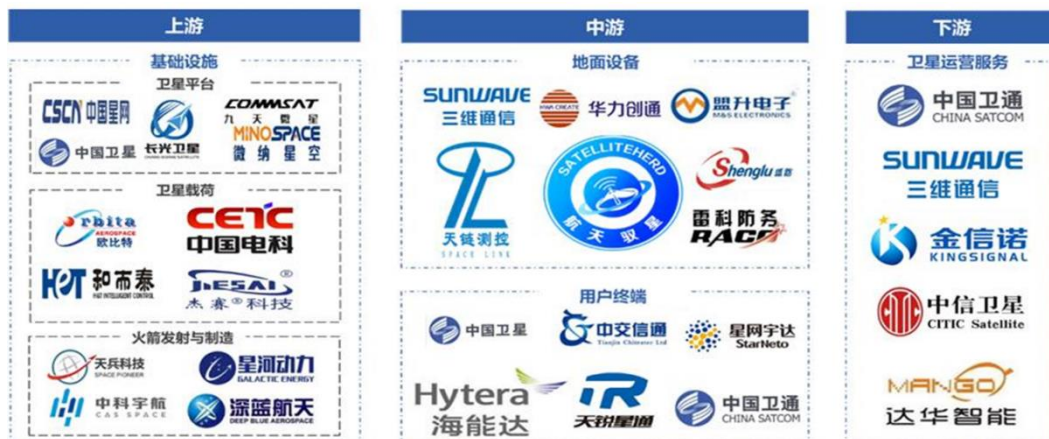 上游
基础设施
卫星平台
CSCN 中国星网
中国卫星
长光卫星
COMMSAT
九天微星
MINOSPACE
微纳星空
卫星载荷
Orbita
AEROSPACE
欧比特
CETC
中国电科
HET 和而泰
H&T INTELLIGENT CONTROL
JIESAI®
杰赛®科技
火箭发射与制造
天兵科技
SPACE PIONEER
星河动力
GALACTIC ENERGY
中科宇航
CAS SPACE
深蓝航天
DEEP BLUE AEROSPACE
中游
地面设备
SUNWAVE
三维通信
HWA CREATE
华力创通
盟升电子
M&S ELECTRONICS
天链测控
SPACE LINK
SATELLITEHERD
航天驭星
Shenglu 盛路
雷科防务
RACO
用户终端
中国卫星
中交信通
Tianjin Chinastar Ltd
星网宇达
StarNeto
Hytera
海能达
TR
天锐星通
中国卫通
CHINA SATCOM
下游
卫星运营服务
中国卫通
CHINA SATCOM
SUNWAVE
三维通信
金信诺
KINGSIGNAL
CITIC
中信卫星
CITIC Satellite
MANGO
达华智能